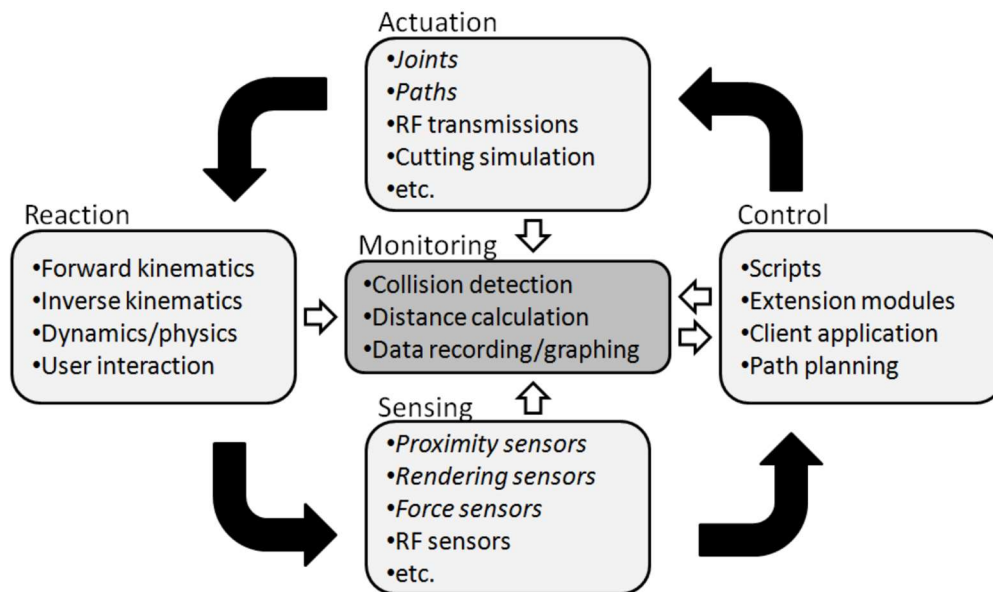 Actuation
•Joints
•Paths
•RF transmissions
•Cutting simulation
•etc.
Reaction
•Forward kinematics
•Inverse kinematics
•Dynamics/physics
•User interaction
Monitoring
•Collision detection
•Distance calculation
•Data recording/graphing
Control
•Scripts
•Extension modules
•Client application
•Path planning
Sensing
•Proximity sensors
•Rendering sensors
•Force sensors
•RF sensors
•etc.